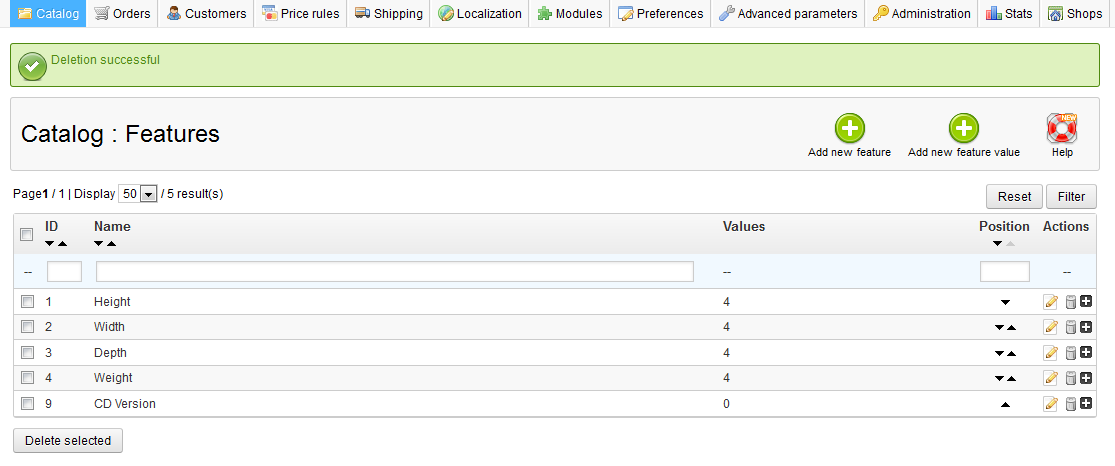 Catalog Orders Customers Price rules Shipping Localization Modules Preferences Advanced parameters Administration Stats Shops
Deletion successful
Catalog : Features
NEW
Add new feature Add new feature value Help
Page1 / 1 | Display 50 / 5 result(s)
Reset Filter
ID Name Values Position Actions
-- -- --
1 Height 4
2 Width 4
3 Depth 4
4 Weight 4
9 CD Version 0
Delete selected